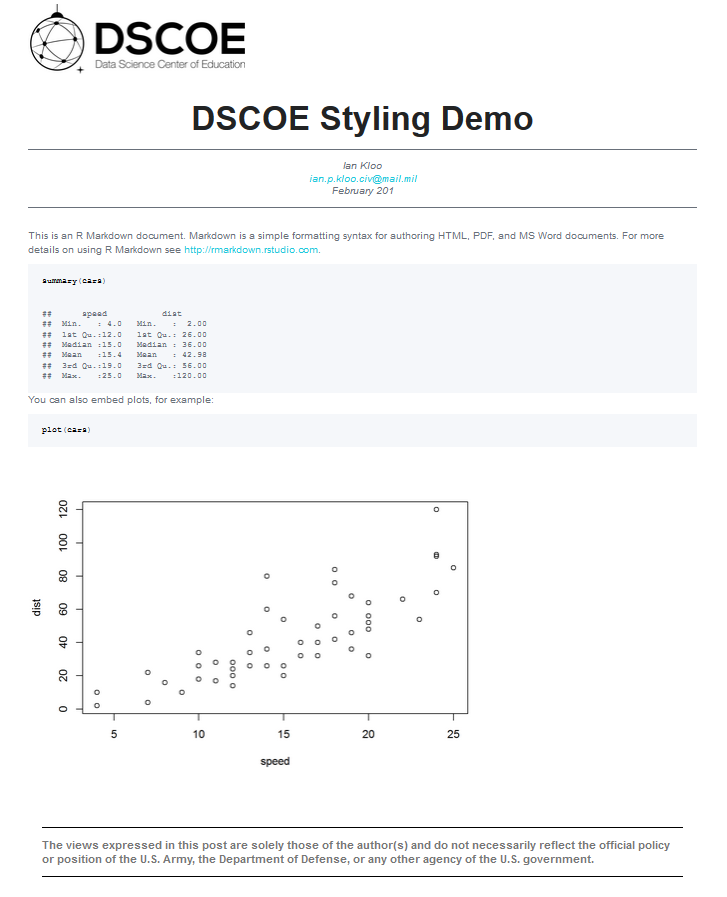 DSCOE
Data Science Center of Education
DSCOE Styling Demo
Ian Kloo
ian.p.kloo.civ@mail.mil
February 201
This is an R Markdown document. Markdown is a simple formatting syntax for authoring HTML, PDF, and MS Word documents. For more
details on using R Markdown see http://rmarkdown.rstudio.com.
summary(cars)
##      speed           dist
##  Min.   : 4.0   Min.   :  2.00
##  1st Qu.:12.0   1st Qu.: 26.00
##  Median :15.0   Median : 36.00
##  Mean   :15.4   Mean   : 42.98
##  3rd Qu.:19.0   3rd Qu.: 56.00
##  Max.   :25.0   Max.   :120.00
You can also embed plots, for example:
plot(cars)
120
100
80
60
40
20
0
dist
5 10 15 20 25
speed
The views expressed in this post are solely those of the author(s) and do not necessarily reflect the official policy
or position of the U.S. Army, the Department of Defense, or any other agency of the U.S. government.